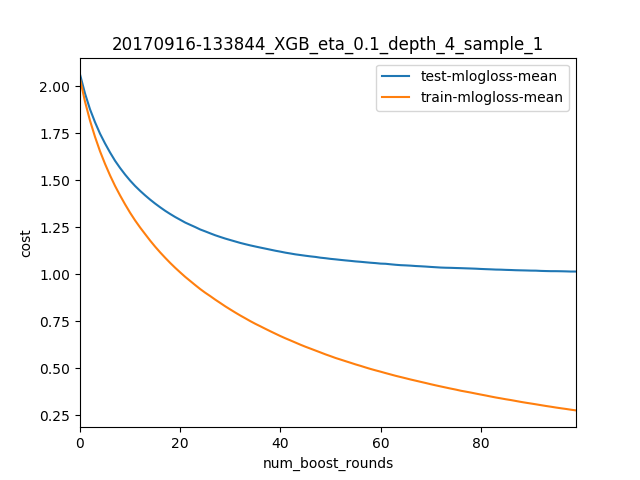 20170916-133844_XGB_eta_0.1_depth_4_sample_1
test-mlogloss-mean
train-mlogloss-mean
cost
2.00
1.75
1.50
1.25
1.00
0.75
0.50
0.25
0 20 40 60 80
num_boost_rounds